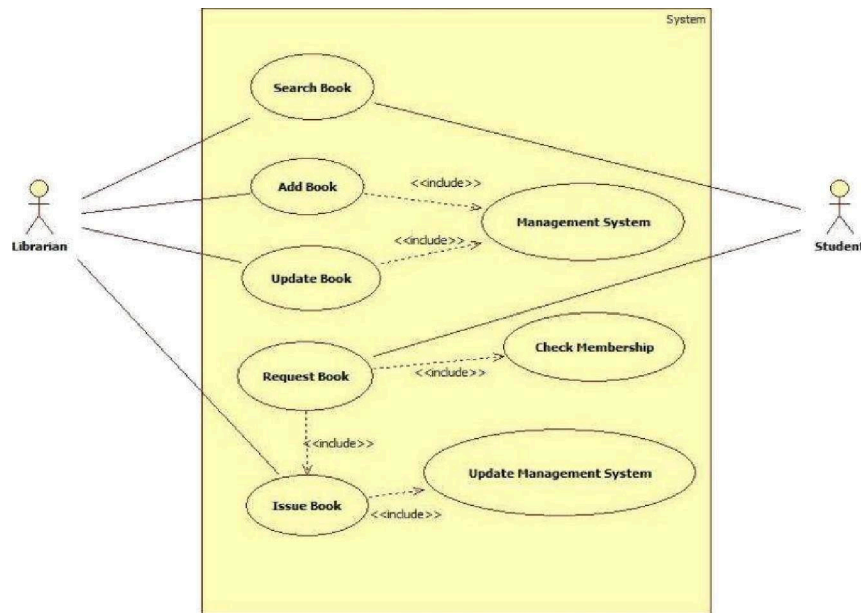 System
Search Book
Add Book
<<include>>
Management System
Librarian
Student
<<include>>
Update Book
Check Membership
Request Book
<<include>>
<<include>>
Update Management System
Issue Book
<<include>>